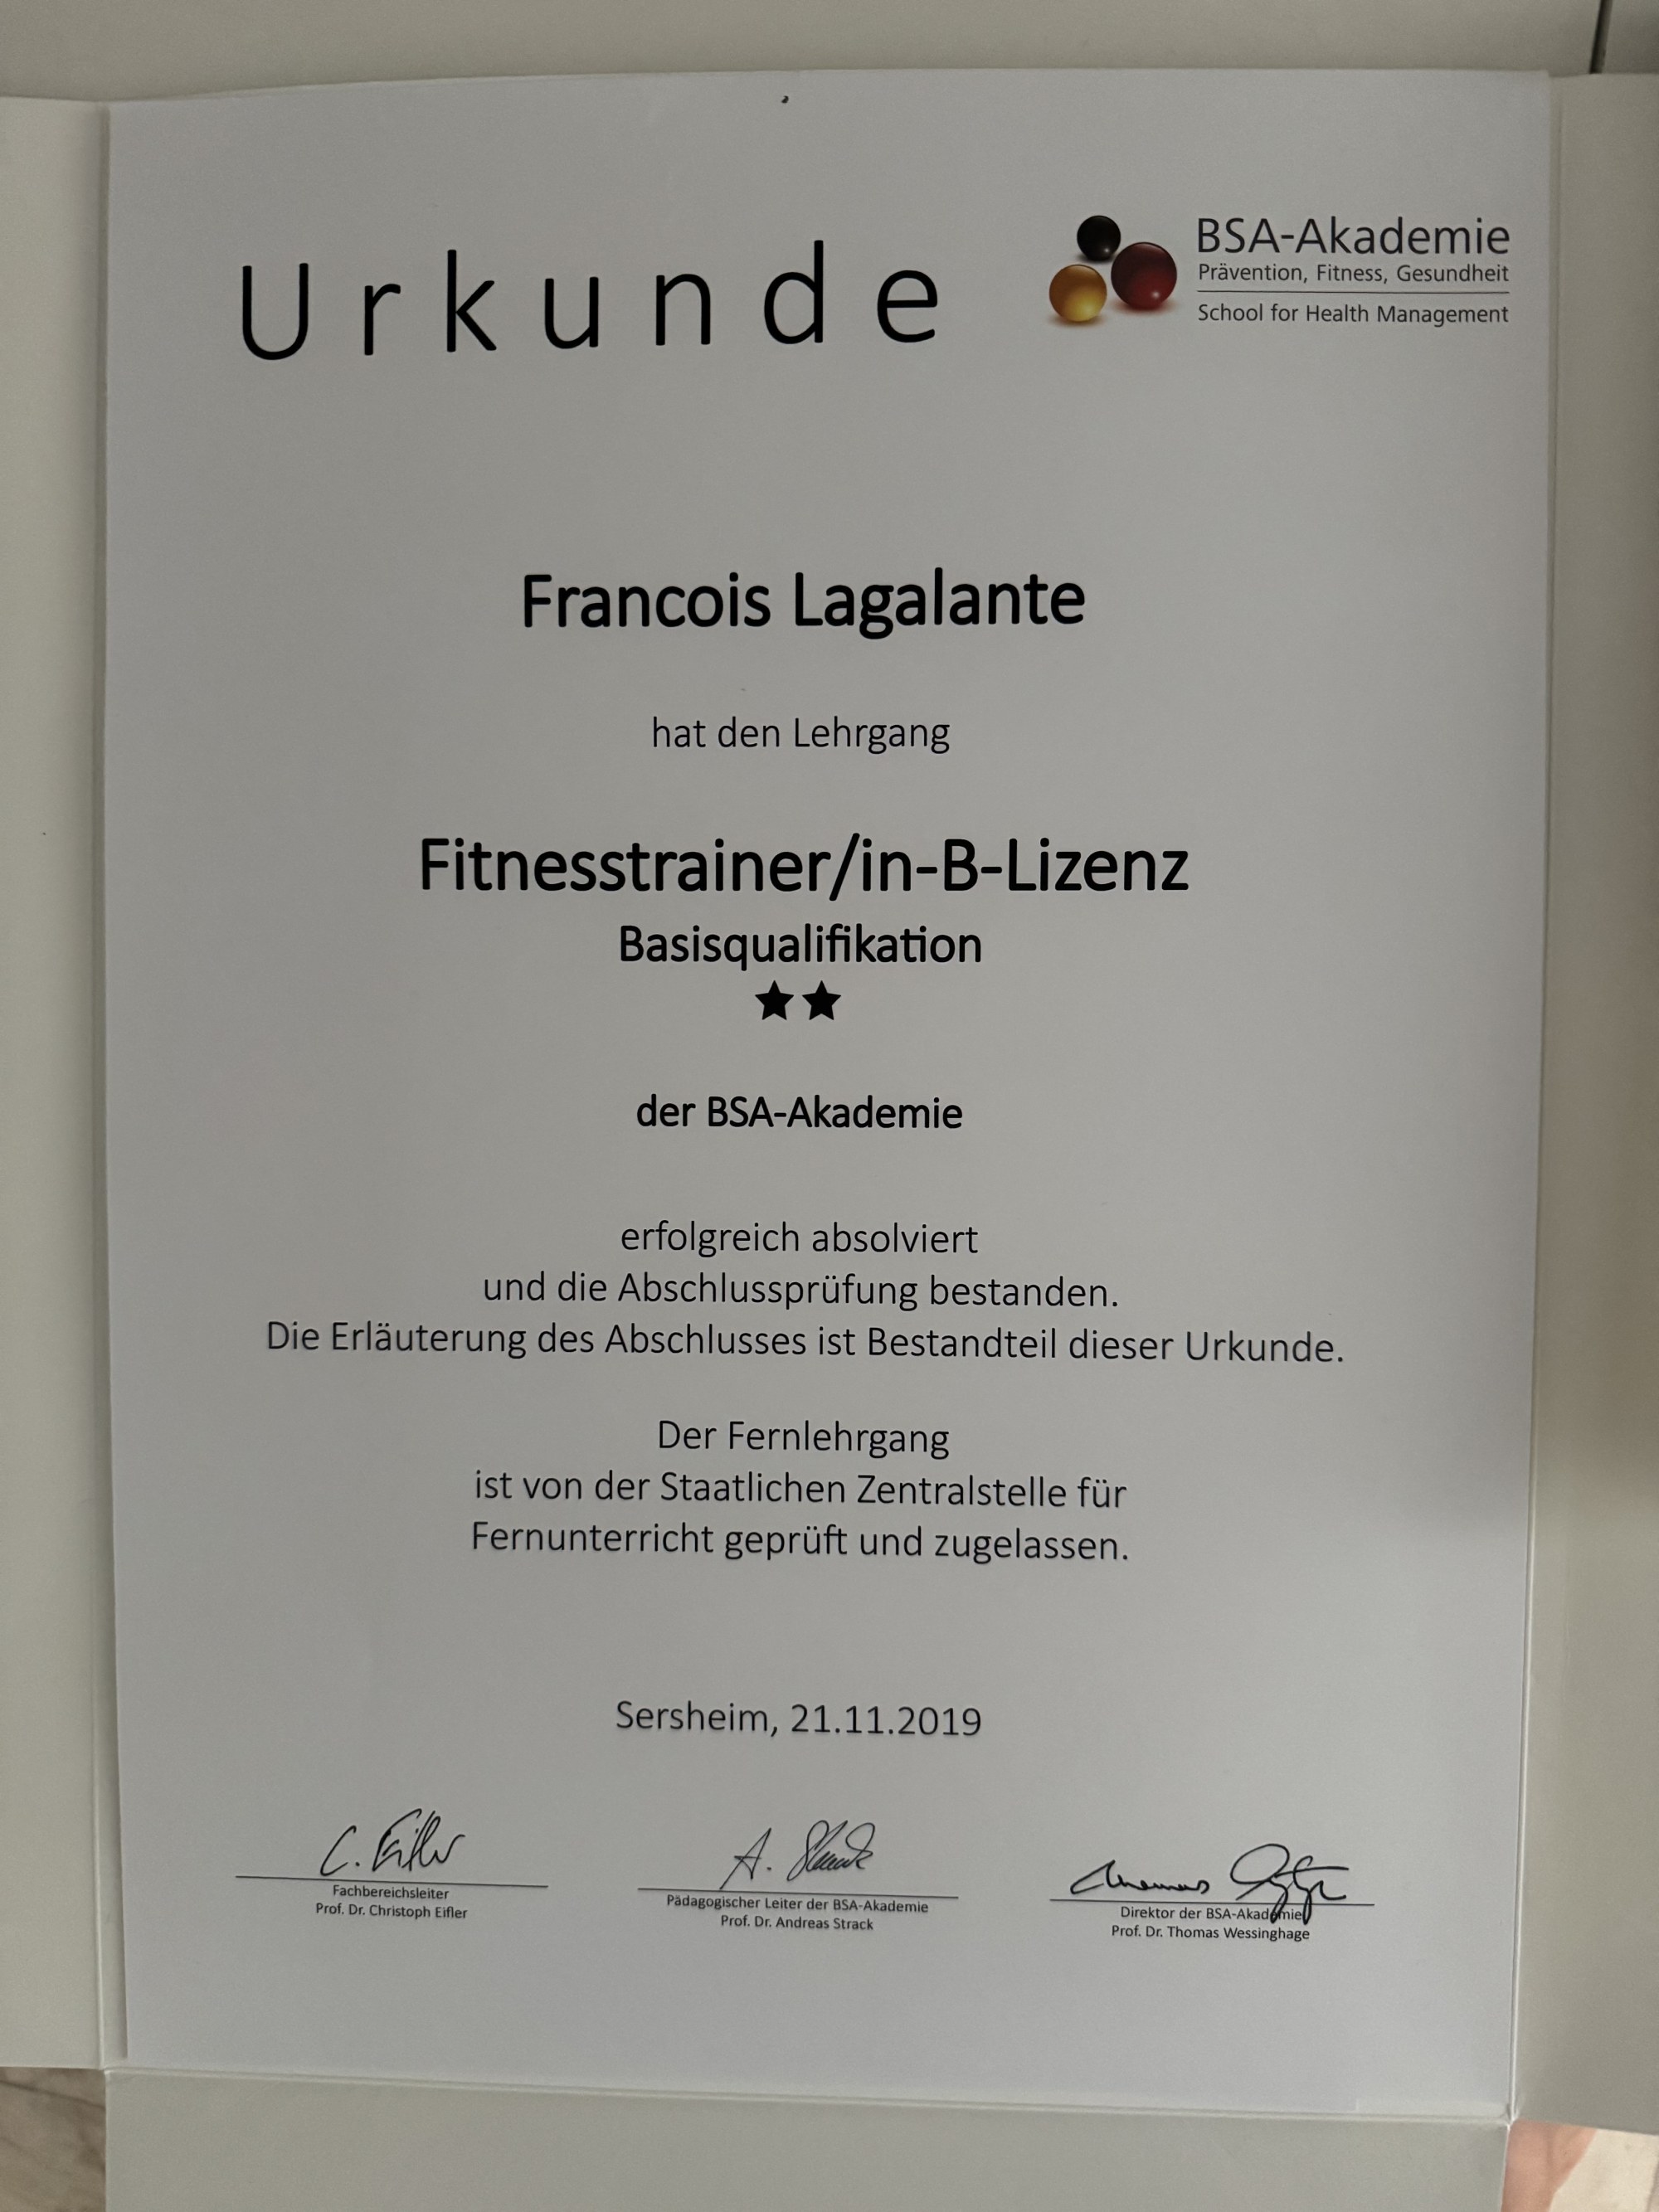 Urkunde
BSA-Akademie
Prävention, Fitness, Gesundheit
School for Health Management
Francois Lagalante
hat den Lehrgang
Fitnesstrainer/in-B-Lizenz
Basisqualifikation
★★
der BSA-Akademie
erfolgreich absolviert
und die Abschlussprüfung bestanden.
Die Erläuterung des Abschlusses ist Bestandteil dieser Urkunde.
Der Fernlehrgang
ist von der Staatlichen Zentralstelle für
Fernunterricht geprüft und zugelassen.
Sersheim, 21.11.2019
C. Eifler
Fachbereichsleiter
Prof. Dr. Christoph Eifler
A. Strack
Pädagogischer Leiter der BSA-Akademie
Prof. Dr. Andreas Strack
Direktor der BSA-Akademie
Prof. Dr. Thomas Wessinghage